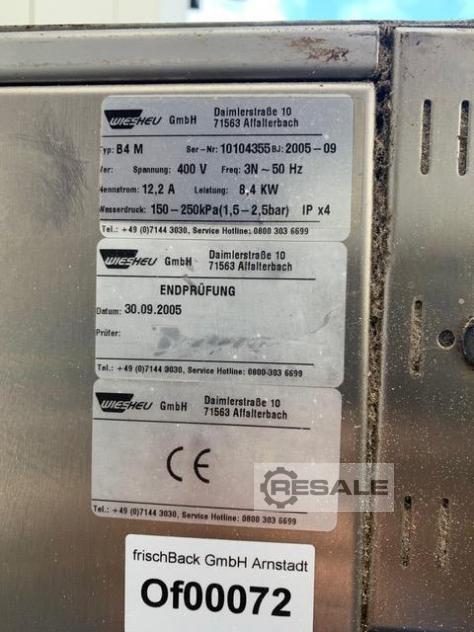 WIESHEU GmbH Daimlerstraße 10
71563 Affalterbach
Typ: B4 M Ser-Nr: 10104355 BJ: 2005-09
Ver: Spannung: 400 V Freq: 3N~50 Hz
Nennstrom: 12,2 A Leistung: 8,4 KW
Wasserdruck: 150-250kPa(1,5-2,5bar) IP x4
Tel.: +49 (0)7144 3030, Service Hotline: 0800 303 6699
WIESHEU GmbH Daimlerstraße 10
71563 Affalterbach
ENDPRÜFUNG
Datum: 30.09.2005
Prüfer:
Tel.: +49 (0)7144 3030, Service Hotline: 0800 303 6699
WIESHEU GmbH Daimlerstraße 10
71563 Affalterbach
CE
RESALE
Tel.: +49 (0)7144 3030, Service Hotline: 0800 303 6699
frischBack GmbH Arnstadt
Of00072